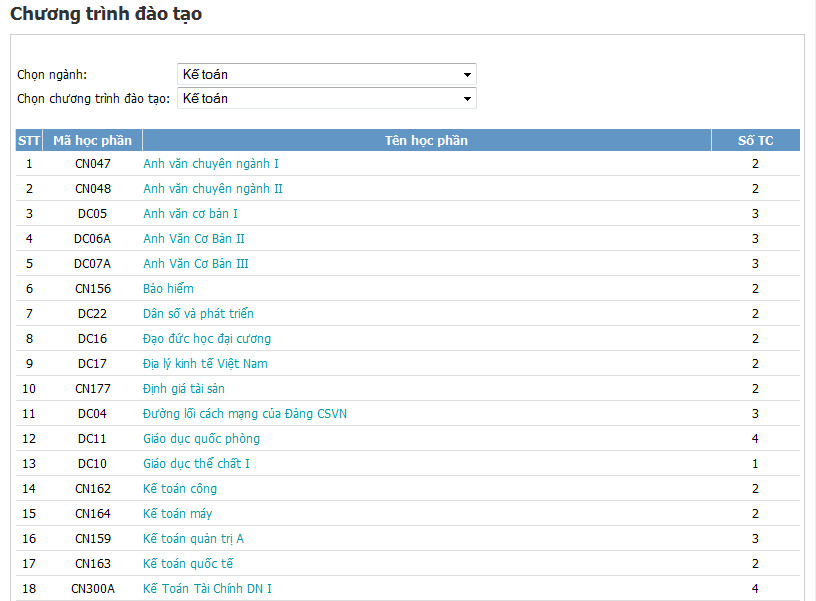 Chương trình đào tạo
Chọn ngành: Kế toán
Chọn chương trình đào tạo: Kế toán
STT Mã học phần Tên học phần Số TC
1 CN047 Anh văn chuyên ngành I 2
2 CN048 Anh văn chuyên ngành II 2
3 DC05 Anh văn cơ bản I 3
4 DC06A Anh Văn Cơ Bản II 3
5 DC07A Anh Văn Cơ Bản III 3
6 CN156 Bảo hiểm 2
7 DC22 Dân số và phát triển 2
8 DC16 Đạo đức học đại cương 2
9 DC17 Địa lý kinh tế Việt Nam 2
10 CN177 Định giá tài sản 2
11 DC04 Đường lối cách mạng của Đảng CSVN 3
12 DC11 Giáo dục quốc phòng 4
13 DC10 Giáo dục thể chất I 1
14 CN162 Kế toán công 2
15 CN164 Kế toán máy 2
16 CN159 Kế toán quản trị A 3
17 CN163 Kế toán quốc tế 2
18 CN300A Kế Toán Tài Chính DN I 4